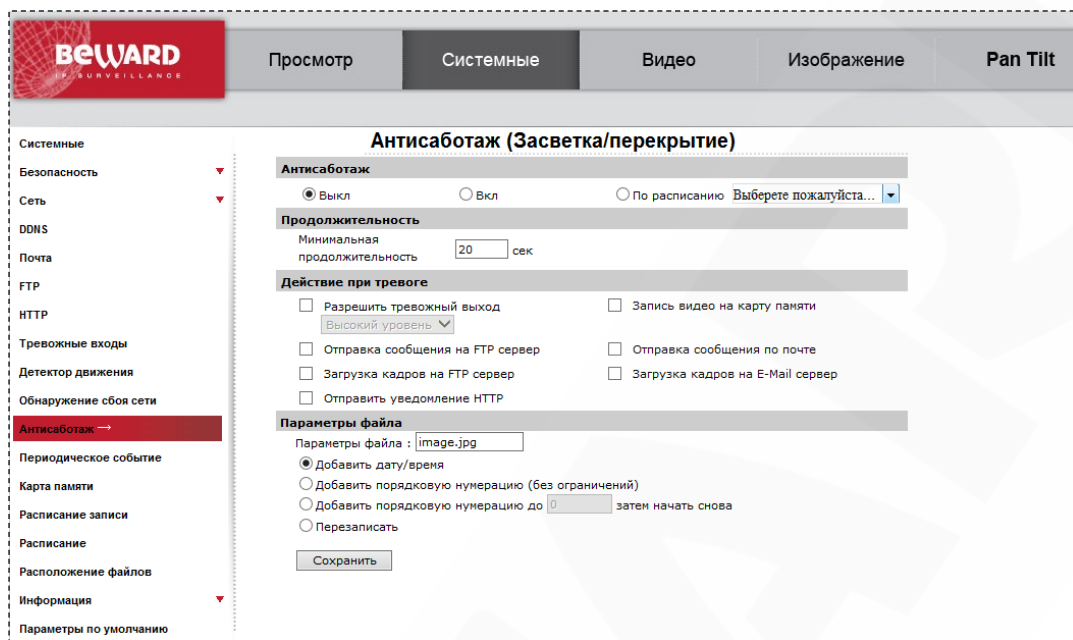 BEWARD
IP SURVEILLANCE
Просмотр
Системные
Видео
Изображение
Pan Tilt
Системные
Безопасность
Сеть
DDNS
Почта
FTP
HTTP
Тревожные входы
Детектор движения
Обнаружение сбоя сети
Антисаботаж →
Периодическое событие
Карта памяти
Расписание записи
Расписание
Расположение файлов
Информация
Параметры по умолчанию
Антисаботаж (Засветка/перекрытие)
Антисаботаж
Выкл
Вкл
По расписанию Выберете пожалуйста...
Продолжительность
Минимальная
продолжительность 20 сек
Действие при тревоге
Разрешить тревожный выход
Высокий уровень
Запись видео на карту памяти
Отправка сообщения на FTP сервер
Отправка сообщения по почте
Загрузка кадров на FTP сервер
Загрузка кадров на E-Mail сервер
Отправить уведомление HTTP
Параметры файла
Параметры файла : image.jpg
Добавить дату/время
Добавить порядковую нумерацию (без ограничений)
Добавить порядковую нумерацию до 0 затем начать снова
Перезаписать
Сохранить